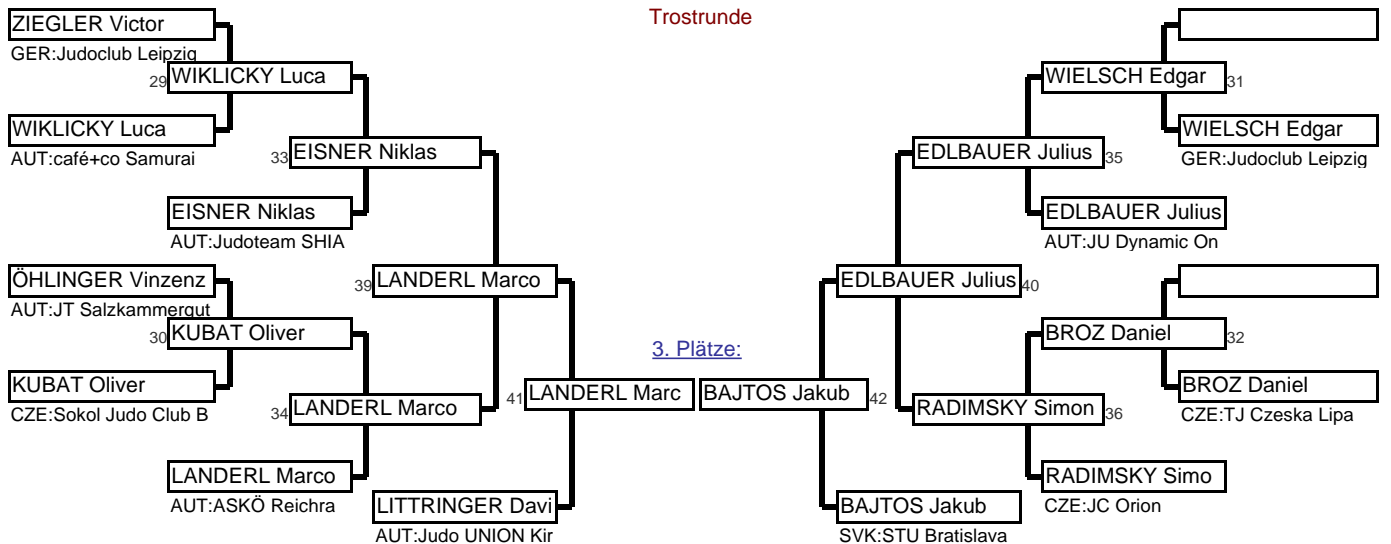 Trostrunde
ZIEGLER Victor
GER:Judoclub Leipzig
29
WIKLICKY Luca
WIKLICKY Luca
AUT:café+co Samurai
33
EISNER Niklas
EISNER Niklas
AUT:Judoteam SHIA
ÖHLINGER Vinzenz
AUT:JT Salzkammergut
39
LANDERL Marco
30
KUBAT Oliver
KUBAT Oliver
CZE:Sokol Judo Club B
34
LANDERL Marco
41
LANDERL Marc
LANDERL Marco
AUT:ASKÖ Reichra
LITTRINGER Davi
AUT:Judo UNION Kir
3. Plätze:
WIELSCH Edgar
31
WIELSCH Edgar
GER:Judoclub Leipzig
EDLBAUER Julius
35
EDLBAUER Julius
AUT:JU Dynamic On
EDLBAUER Julius
40
BROZ Daniel
32
BROZ Daniel
CZE:TJ Czeska Lipa
BAJTOS Jakub
42
RADIMSKY Simon
36
RADIMSKY Simo
CZE:JC Orion
BAJTOS Jakub
SVK:STU Bratislava